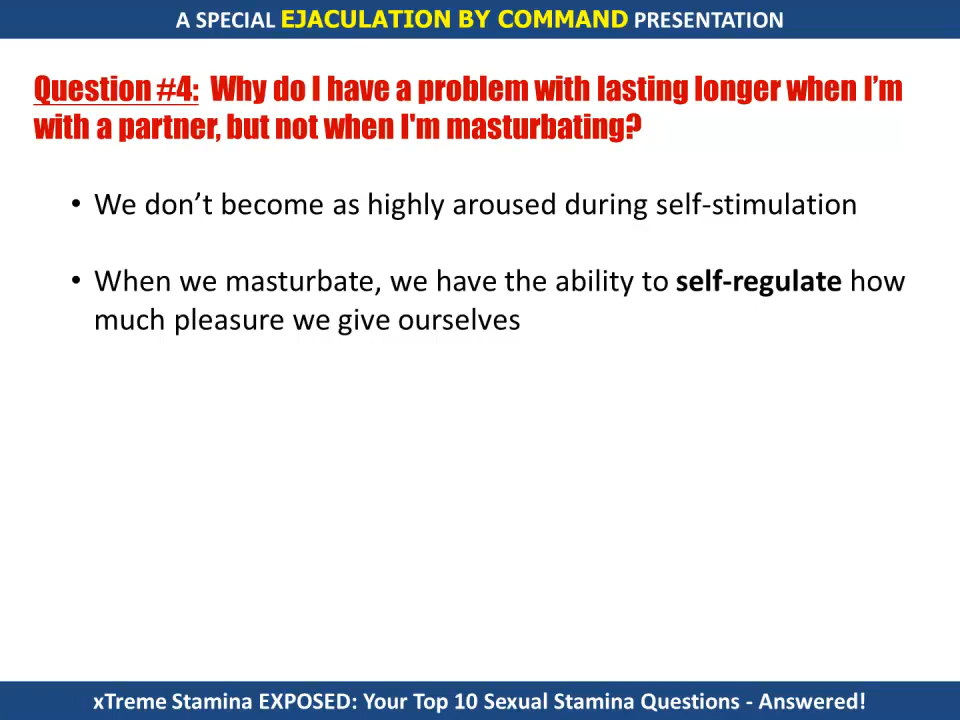 A SPECIAL EJACULATION BY COMMAND PRESENTATION
Question #4: Why do I have a problem with lasting longer when I’m
with a partner, but not when I'm masturbating?
• We don’t become as highly aroused during self-stimulation
• When we masturbate, we have the ability to self-regulate how
much pleasure we give ourselves
xTreme Stamina EXPOSED: Your Top 10 Sexual Stamina Questions - Answered!